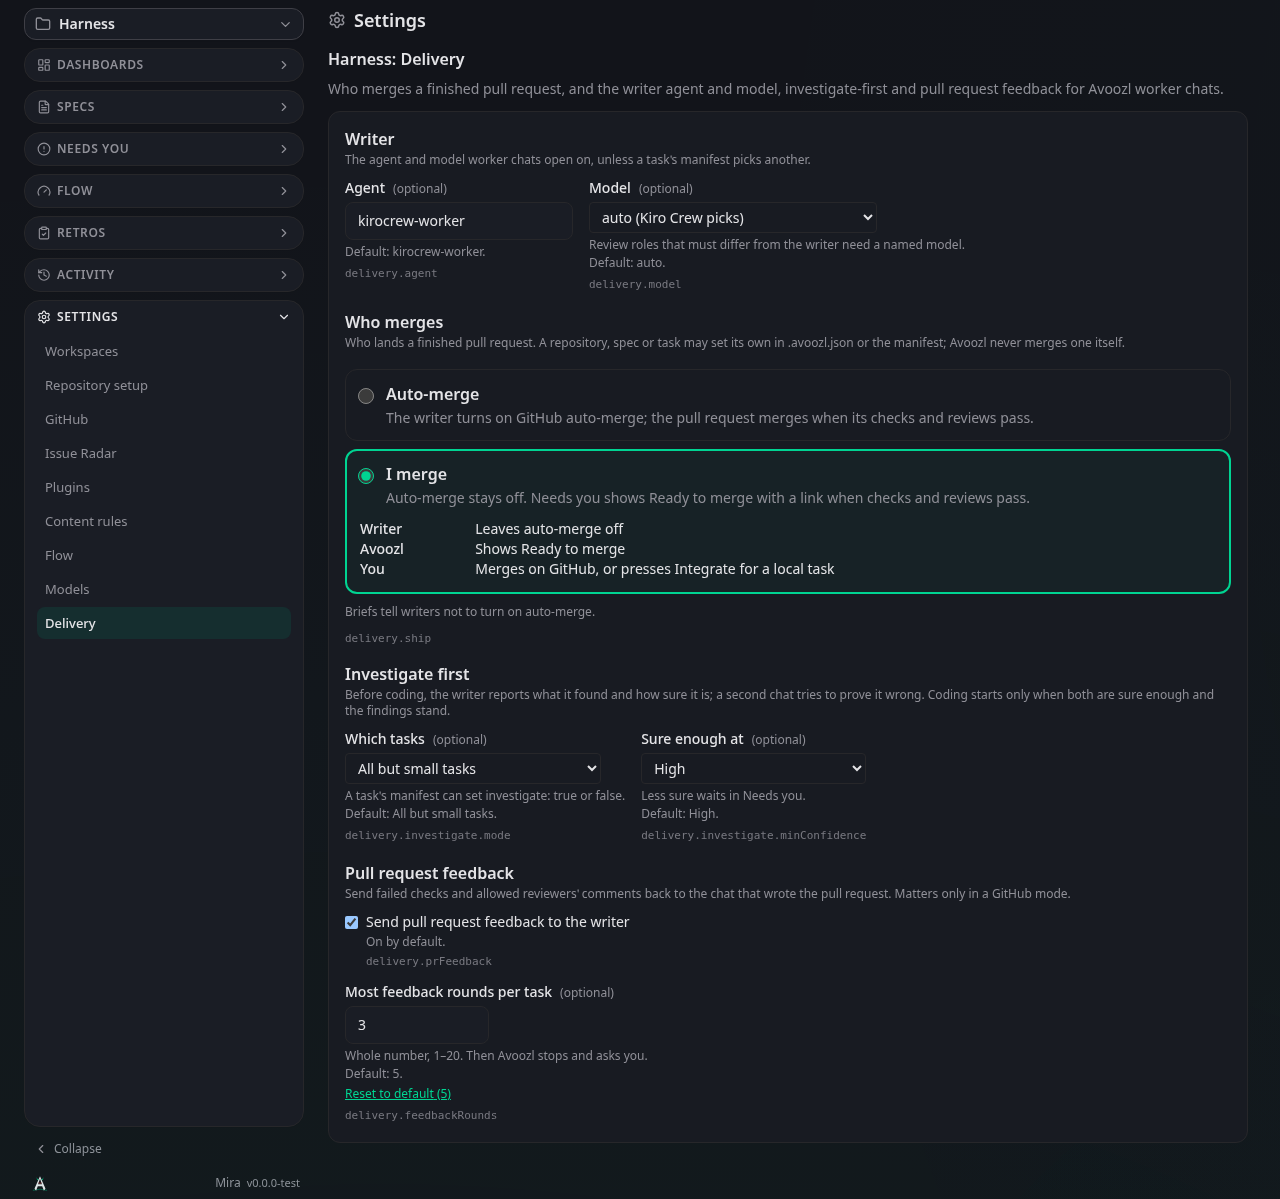 Harness
DASHBOARDS
SPECS
NEEDS YOU
FLOW
RETROS
ACTIVITY
SETTINGS
Workspaces
Repository setup
GitHub
Issue Radar
Plugins
Content rules
Flow
Models
Delivery
Collapse
A
Mira v0.0.0-test
Settings
Harness: Delivery
Who merges a finished pull request, and the writer agent and model, investigate-first and pull request feedback for Avoozl worker chats.
Writer
The agent and model worker chats open on, unless a task's manifest picks another.
Agent (optional)
kirocrew-worker
Default: kirocrew-worker.
delivery.agent
Model (optional)
auto (Kiro Crew picks)
Review roles that must differ from the writer need a named model.
Default: auto.
delivery.model
Who merges
Who lands a finished pull request. A repository, spec or task may set its own in .avoozl.json or the manifest; Avoozl never merges one itself.
Auto-merge
The writer turns on GitHub auto-merge; the pull request merges when its checks and reviews pass.
I merge
Auto-merge stays off. Needs you shows Ready to merge with a link when checks and reviews pass.
Writer Leaves auto-merge off
Avoozl Shows Ready to merge
You Merges on GitHub, or presses Integrate for a local task
Briefs tell writers not to turn on auto-merge.
delivery.ship
Investigate first
Before coding, the writer reports what it found and how sure it is; a second chat tries to prove it wrong. Coding starts only when both are sure enough and
the findings stand.
Which tasks (optional)
All but small tasks
A task's manifest can set investigate: true or false.
Default: All but small tasks.
delivery.investigate.mode
Sure enough at (optional)
High
Less sure waits in Needs you.
Default: High.
delivery.investigate.minConfidence
Pull request feedback
Send failed checks and allowed reviewers' comments back to the chat that wrote the pull request. Matters only in a GitHub mode.
Send pull request feedback to the writer
On by default.
delivery.prFeedback
Most feedback rounds per task (optional)
3
Whole number, 1–20. Then Avoozl stops and asks you.
Default: 5.
Reset to default (5)
delivery.feedbackRounds